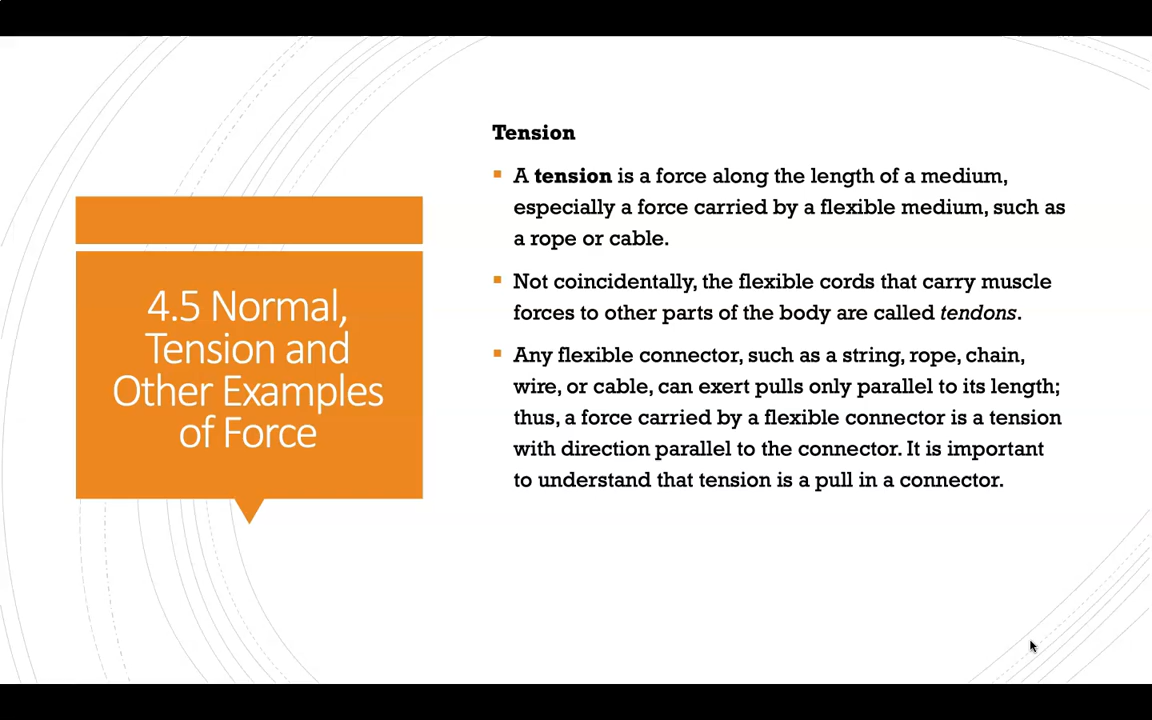 4.5 Normal,
Tension and
Other Examples
of Force
Tension
A tension is a force along the length of a medium,
especially a force carried by a flexible medium, such as
a rope or cable.
Not coincidentally, the flexible cords that carry muscle
forces to other parts of the body are called tendons.
Any flexible connector, such as a string, rope, chain,
wire, or cable, can exert pulls only parallel to its length;
thus, a force carried by a flexible connector is a tension
with direction parallel to the connector. It is important
to understand that tension is a pull in a connector.